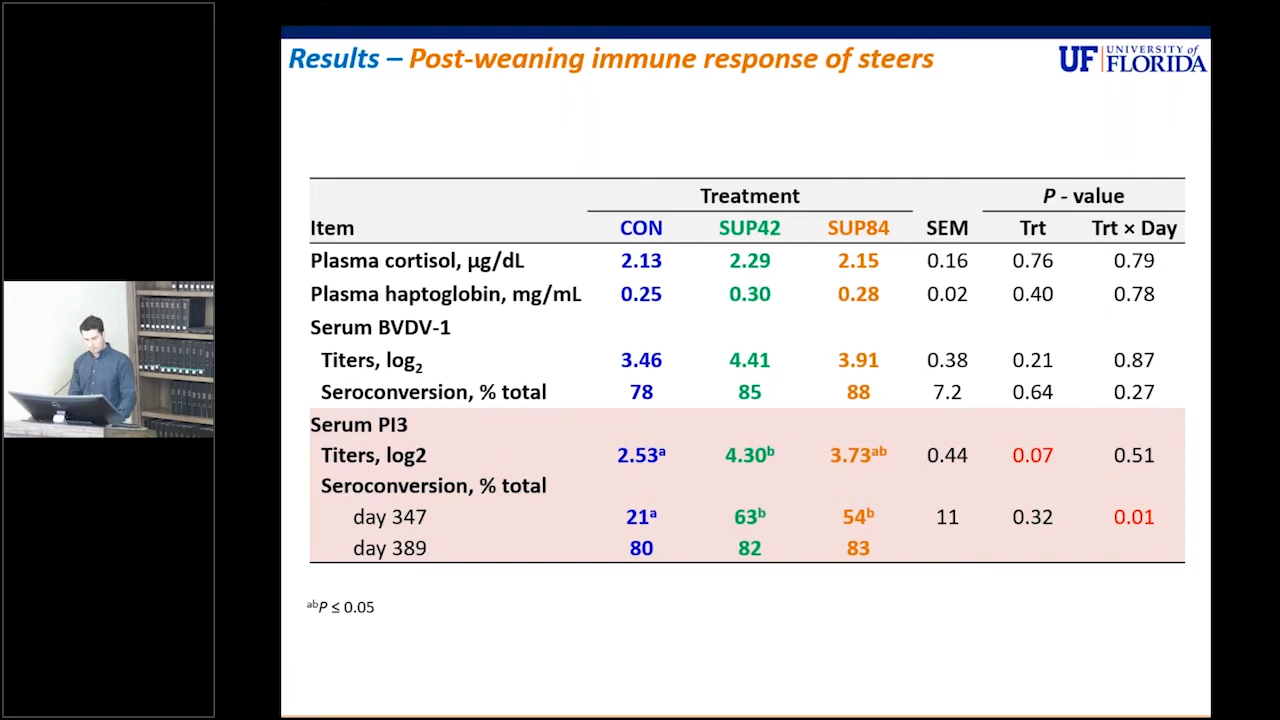 Results – Post-weaning immune response of steers
UF UNIVERSITY of FLORIDA
Treatment P - value
Item CON SUP42 SUP84 SEM Trt Trt × Day
Plasma cortisol, µg/dL 2.13 2.29 2.15 0.16 0.76 0.79
Plasma haptoglobin, mg/mL 0.25 0.30 0.28 0.02 0.40 0.78
Serum BVDV-1
Titers, log₂ 3.46 4.41 3.91 0.38 0.21 0.87
Seroconversion, % total 78 85 88 7.2 0.64 0.27
Serum PI3
Titers, log2 2.53ᵃ 4.30ᵇ 3.73ᵃᵇ 0.44 0.07 0.51
Seroconversion, % total
day 347 21ᵃ 63ᵇ 54ᵇ 11 0.32 0.01
day 389 80 82 83
ᵃᵇP ≤ 0.05